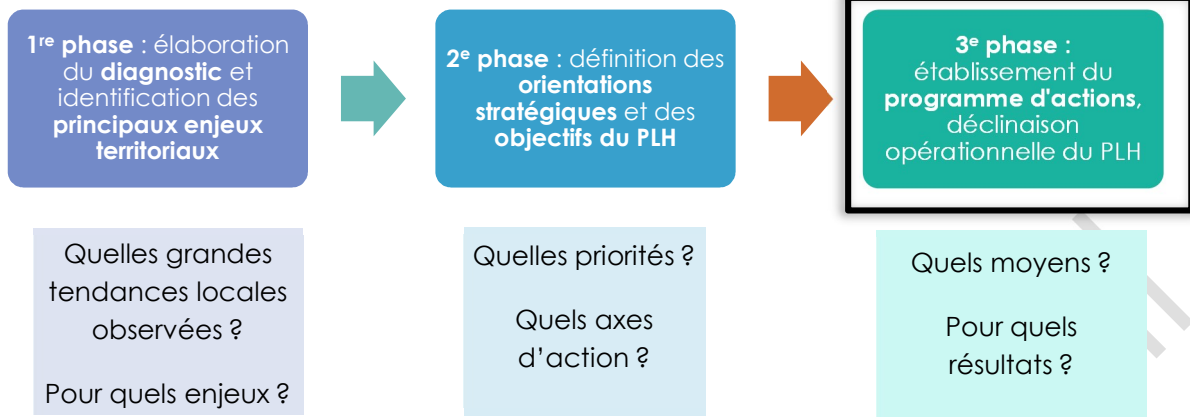 1re phase : élaboration
du diagnostic et
identification des
principaux enjeux
territoriaux
2e phase : définition des
orientations
stratégiques et des
objectifs du PLH
3e phase :
établissement du
programme d'actions,
déclinaison
opérationnelle du PLH
Quelles grandes
tendances locales
observées ?
Pour quels enjeux ?
Quelles priorités ?
Quels axes
d’action ?
Quels moyens ?
Pour quels
résultats ?